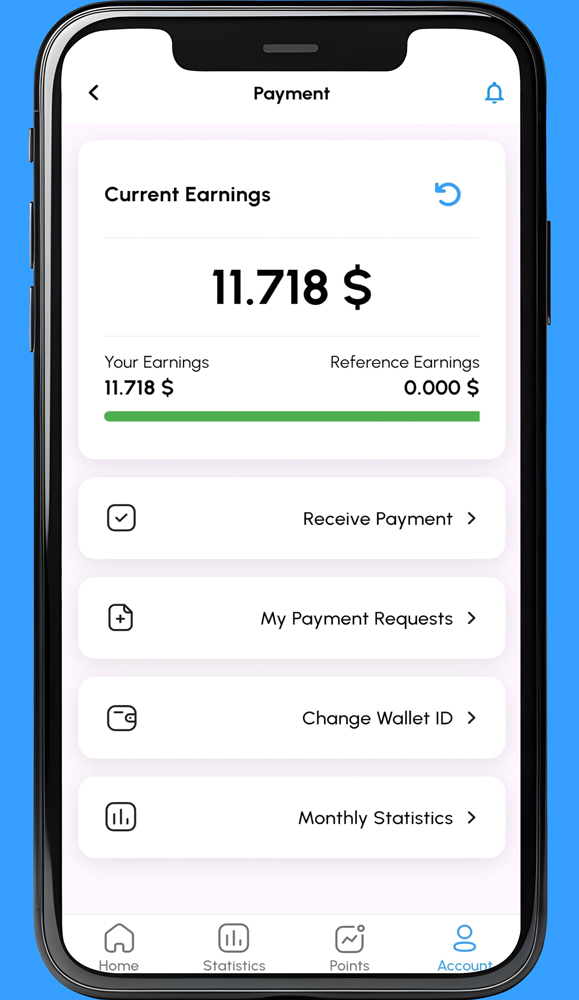 Payment
Current Earnings
11.718 $
Your Earnings Reference Earnings
11.718 $ 0.000 $
Receive Payment
My Payment Requests
Change Wallet ID
Monthly Statistics
Home Statistics Points Account